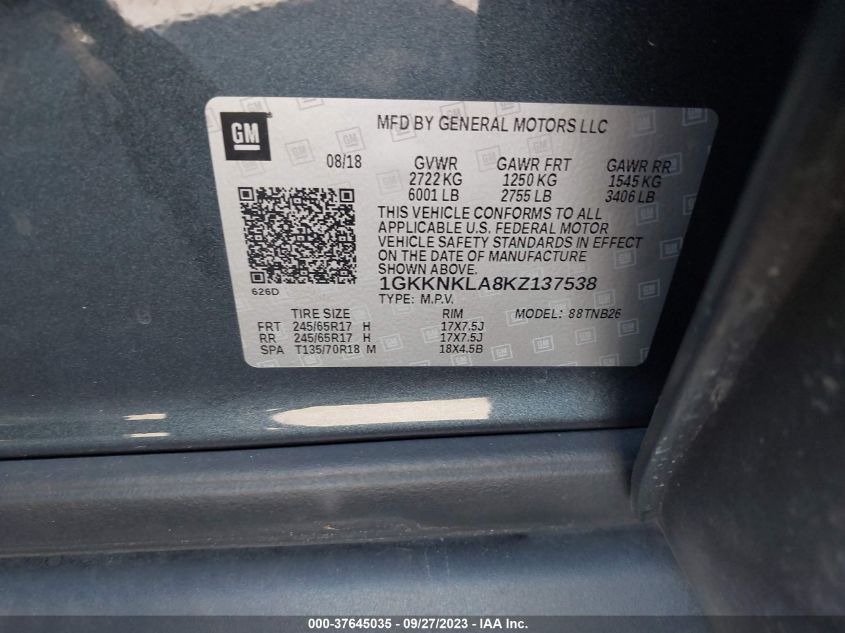 GM
MFD BY GENERAL MOTORS LLC
08/18 GVWR GAWR FRT GAWR RR
2722 KG 1250 KG 1545 KG
6001 LB 2755 LB 3406 LB
THIS VEHICLE CONFORMS TO ALL
APPLICABLE U.S. FEDERAL MOTOR
VEHICLE SAFETY STANDARDS IN EFFECT
ON THE DATE OF MANUFACTURE
SHOWN ABOVE.
626D
1GKKNKLA8KZ137538
TYPE: M.P.V.
TIRE SIZE RIM MODEL: 88TNB26
FRT 245/65R17 H 17X7.5J
RR 245/65R17 H 17X7.5J
SPA T135/70R18 M 18X4.5B
000-37645035 - 09/27/2023 - IAA Inc.